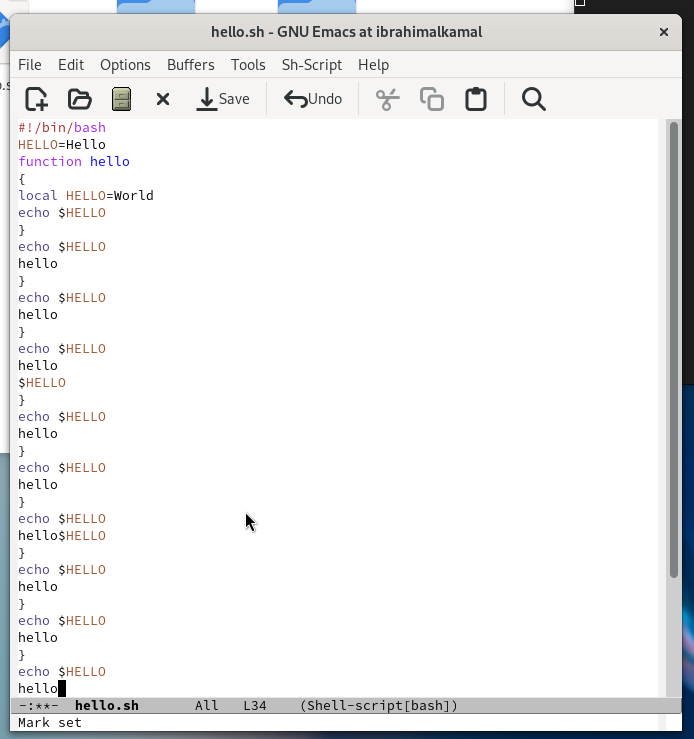 hello.sh - GNU Emacs at ibrahimalkamal
File Edit Options Buffers Tools Sh-Script Help
Save Undo
#!/bin/bash
HELLO=Hello
function hello
{
local HELLO=World
echo $HELLO
}
echo $HELLO
hello
}
echo $HELLO
hello
}
echo $HELLO
hello
$HELLO
}
echo $HELLO
hello
}
echo $HELLO
hello
}
echo $HELLO
hello$HELLO
}
echo $HELLO
hello
}
echo $HELLO
hello
}
echo $HELLO
hello
-:**- hello.sh All L34 (Shell-script[bash])
Mark set